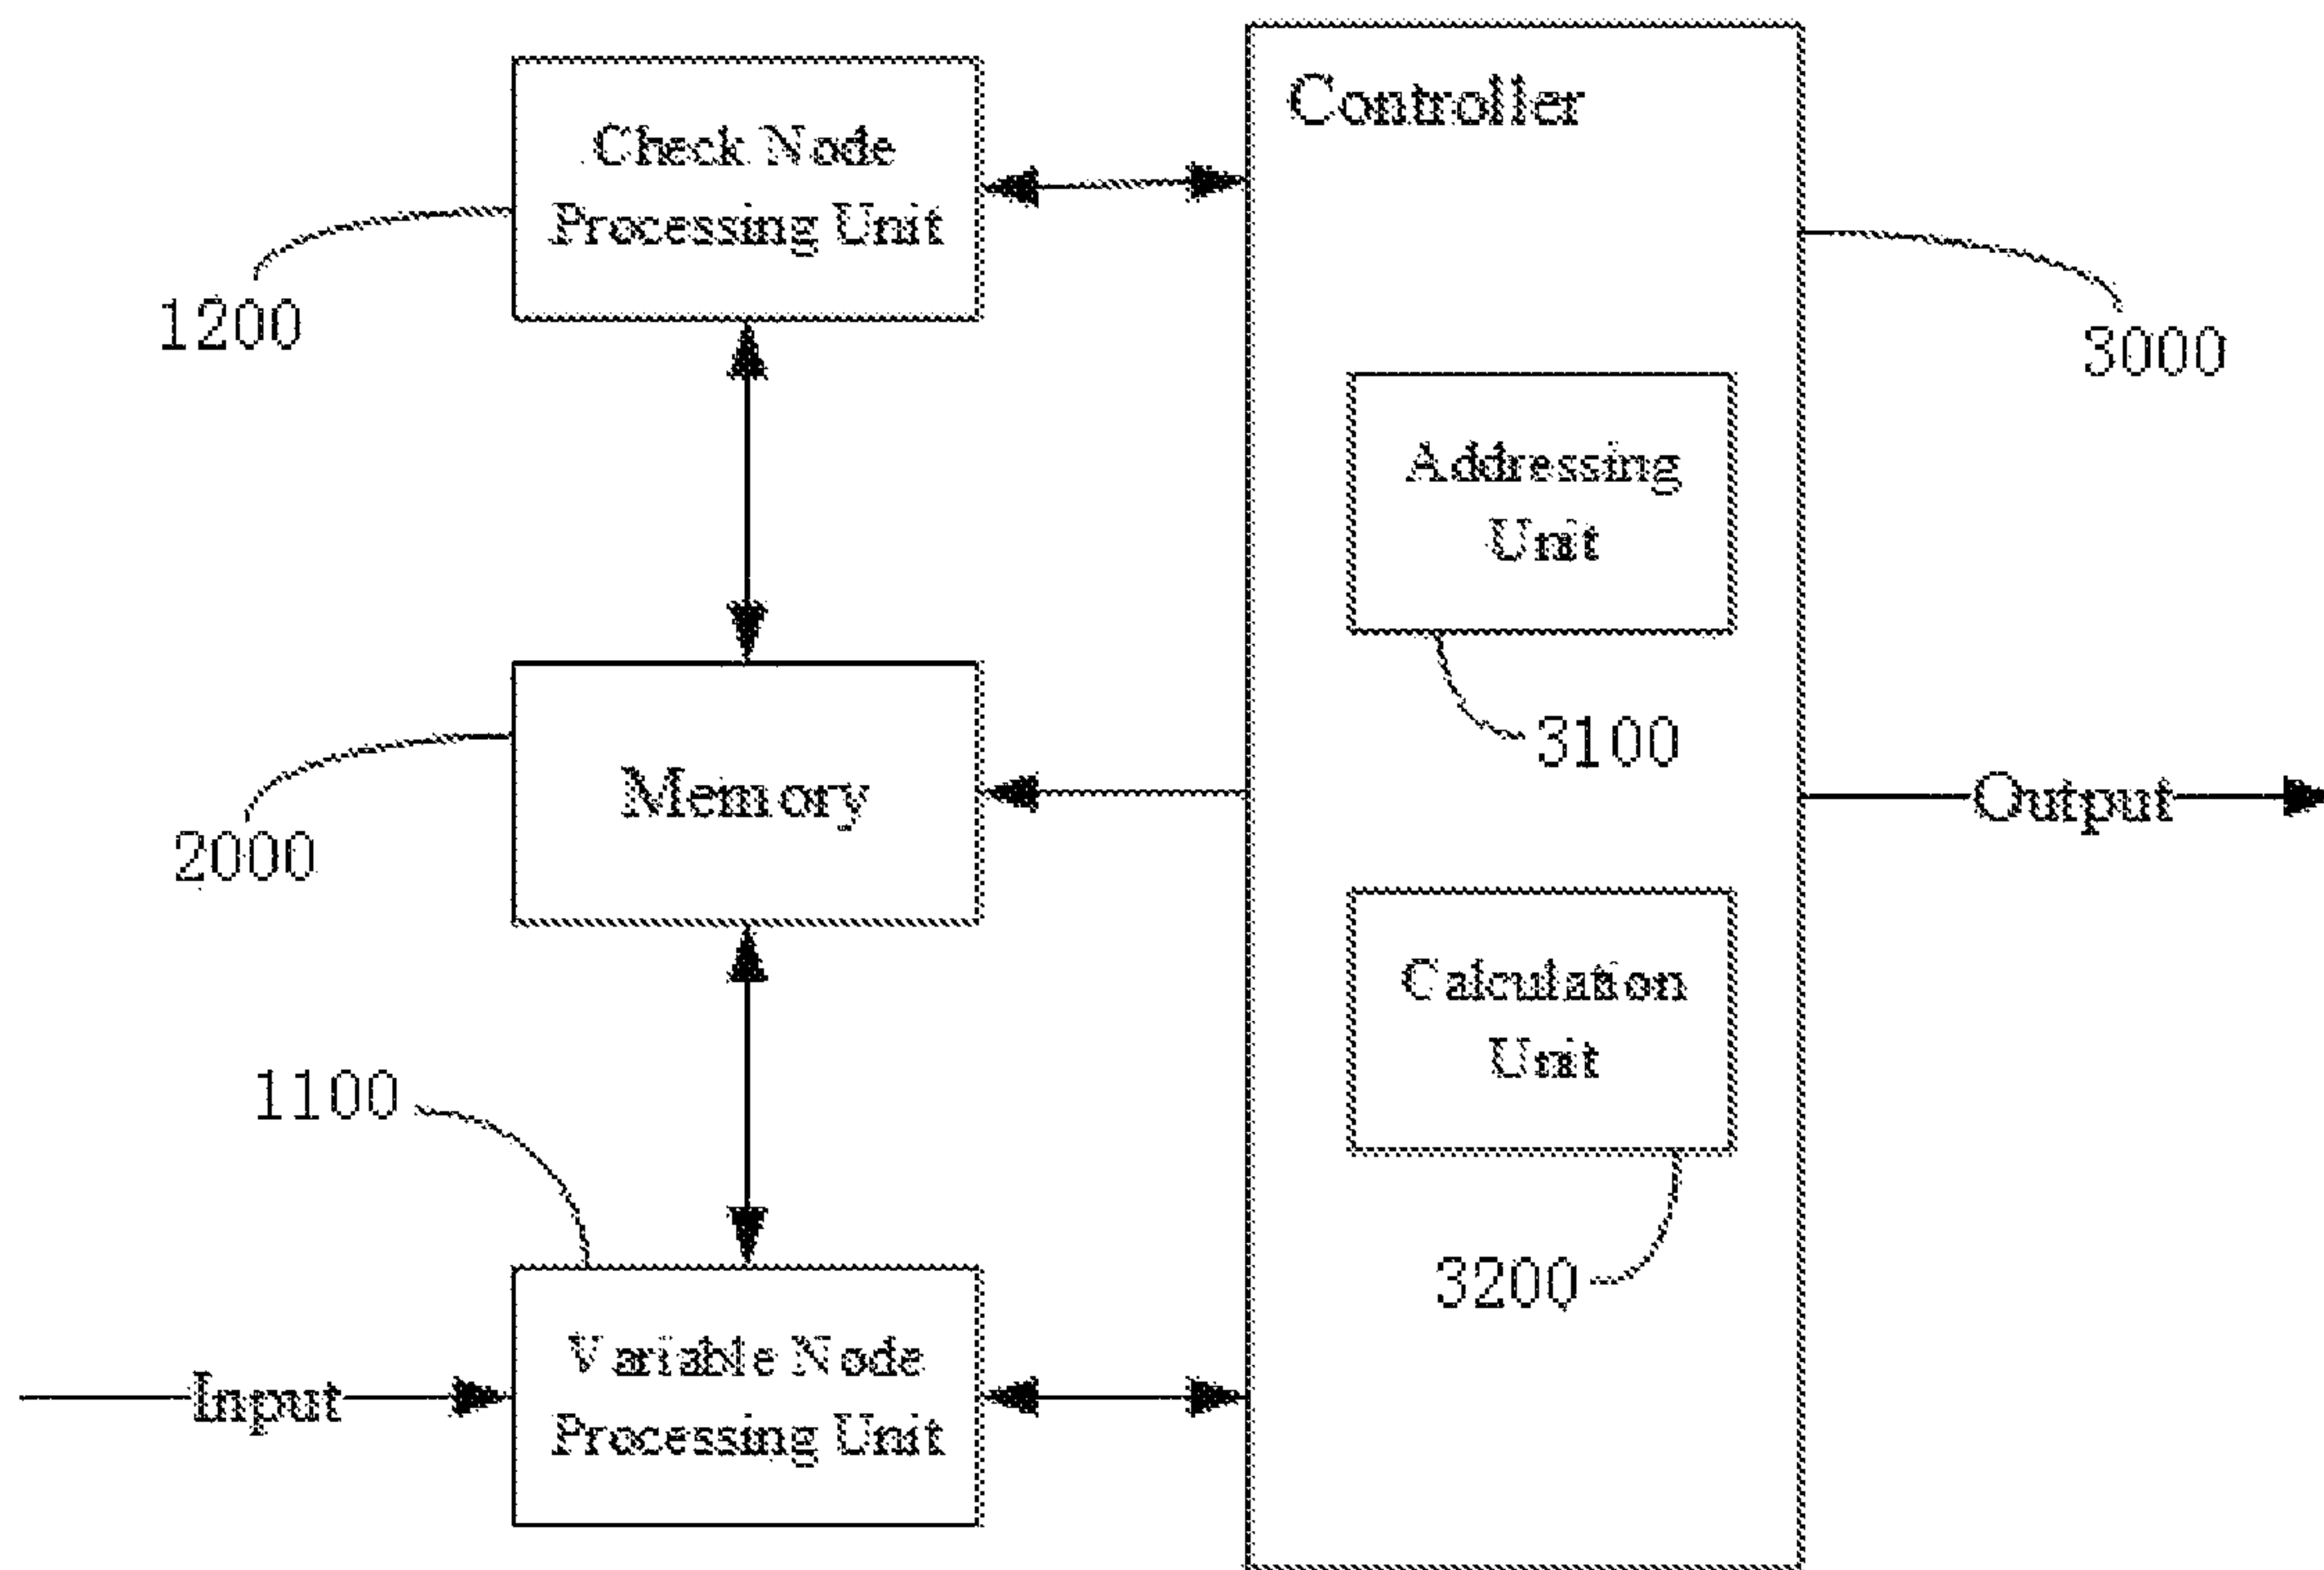 Controller
Check Node
Processing Unit
1200
3000
Addressing
Unit
3100
Memory
2000
Output
Calculation
Unit
1100
3200
Variable Node
Processing Unit
Input